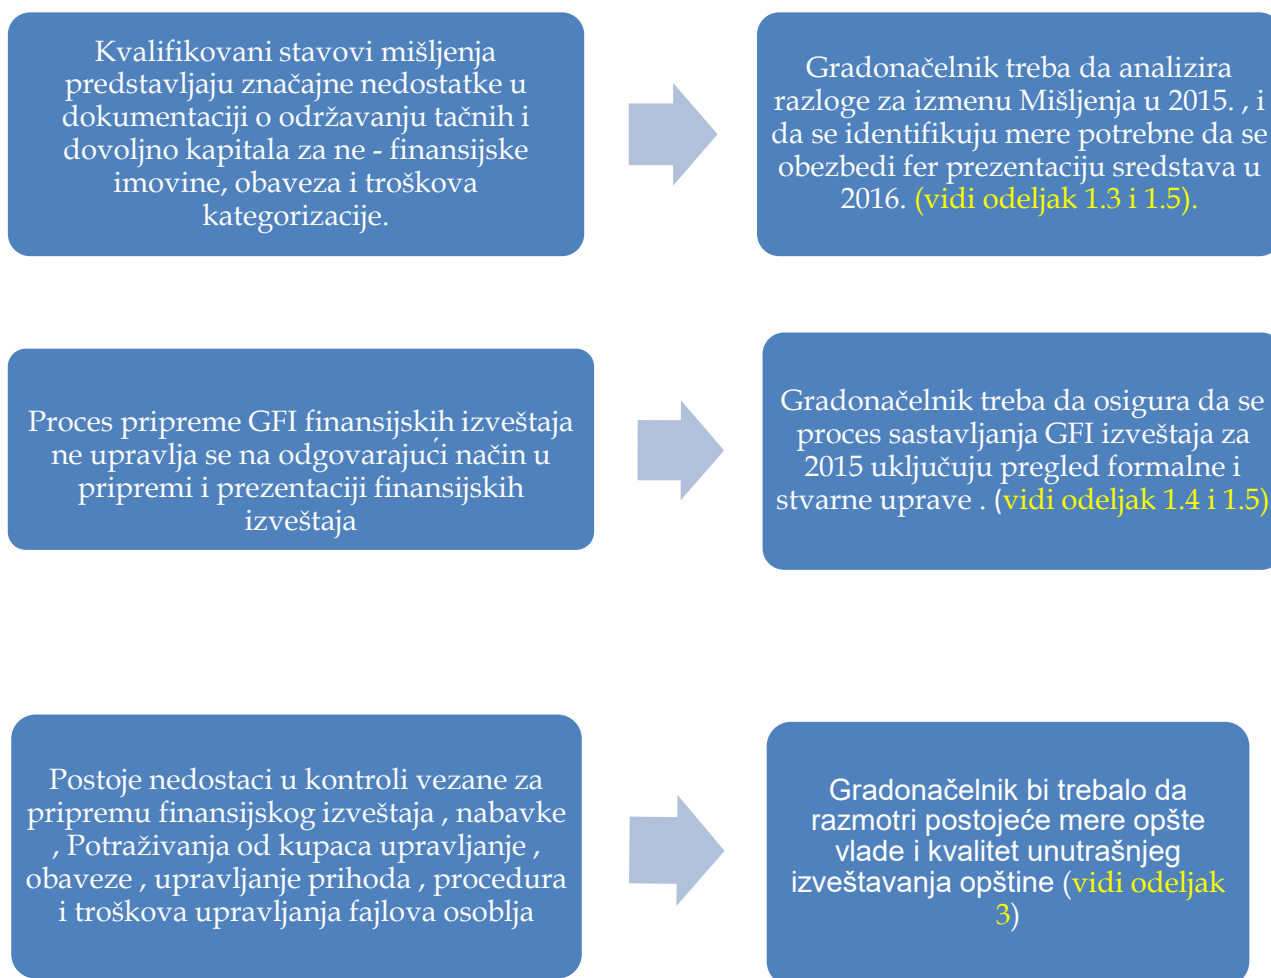 Kvalifikovani stavovi mišljenja
predstavljaju značajne nedostatke u
dokumentaciji o održavanju tačnih i
dovoljno kapitala za ne - finansijske
imovine, obaveza i troškova
kategorizacije.
Gradonačelnik treba da analizira
razloge za izmenu Mišljenja u 2015. , i
da se identifikuju mere potrebne da se
obezbedi fer prezentaciju sredstava u
2016. (vidi odeljak 1.3 i 1.5).
Proces pripreme GFI finansijskih izveštaja
ne upravlja se na odgovarajući način u
pripremi i prezentaciji finansijskih
izveštaja
Gradonačelnik treba da osigura da se
proces sastavljanja GFI izveštaja za
2015 uključuju pregled formalne i
stvarne uprave . (vidi odeljak 1.4 i 1.5)
Postoje nedostaci u kontroli vezane za
pripremu finansijskog izveštaja , nabavke
, Potraživanja od kupaca upravljanje ,
obaveze , upravljanje prihoda , procedura
i troškova upravljanja fajlova osoblja
Gradonačelnik bi trebalo da
razmotri postojeće mere opšte
vlade i kvalitet unutrašnjeg
izveštavanja opštine (vidi odeljak
3)